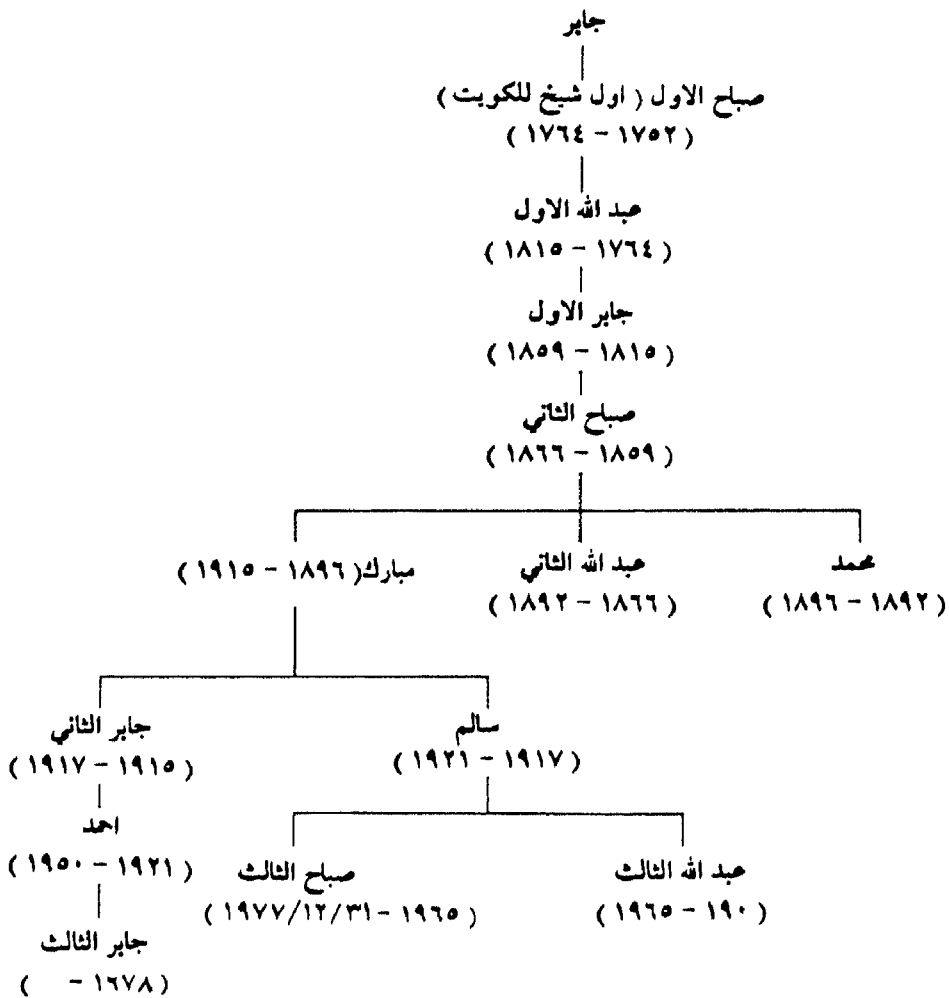 جابر
صباح الاول ( اول شيخ للكويت )
( ١٧٥٢ - ١٧٦٤ )
عبد الله الاول
( ١٧٦٤ - ١٨١٥ )
جابر الاول
( ١٨١٥ - ١٨٥٩ )
صباح الثاني
( ١٨٥٩ - ١٨٦٦ )
محمد
( ١٨٩٢ - ١٨٩٦ )
عبد الله الثاني
( ١٨٦٦ - ١٨٩٢ )
مبارك ( ١٨٩٦ - ١٩١٥ )
سالم
( ١٩١٧ - ١٩٢١ )
جابر الثاني
( ١٩١٥ - ١٩١٧ )
احمد
( ١٩٢١ - ١٩٥٠ )
عبد الله الثالث
( ١٩٠ - ١٩٦٥ )
صباح الثالث
( ١٩٦٥ - ١٩٧٧/١٢/٣١ )
جابر الثالث
( ١٦٧٨ - )